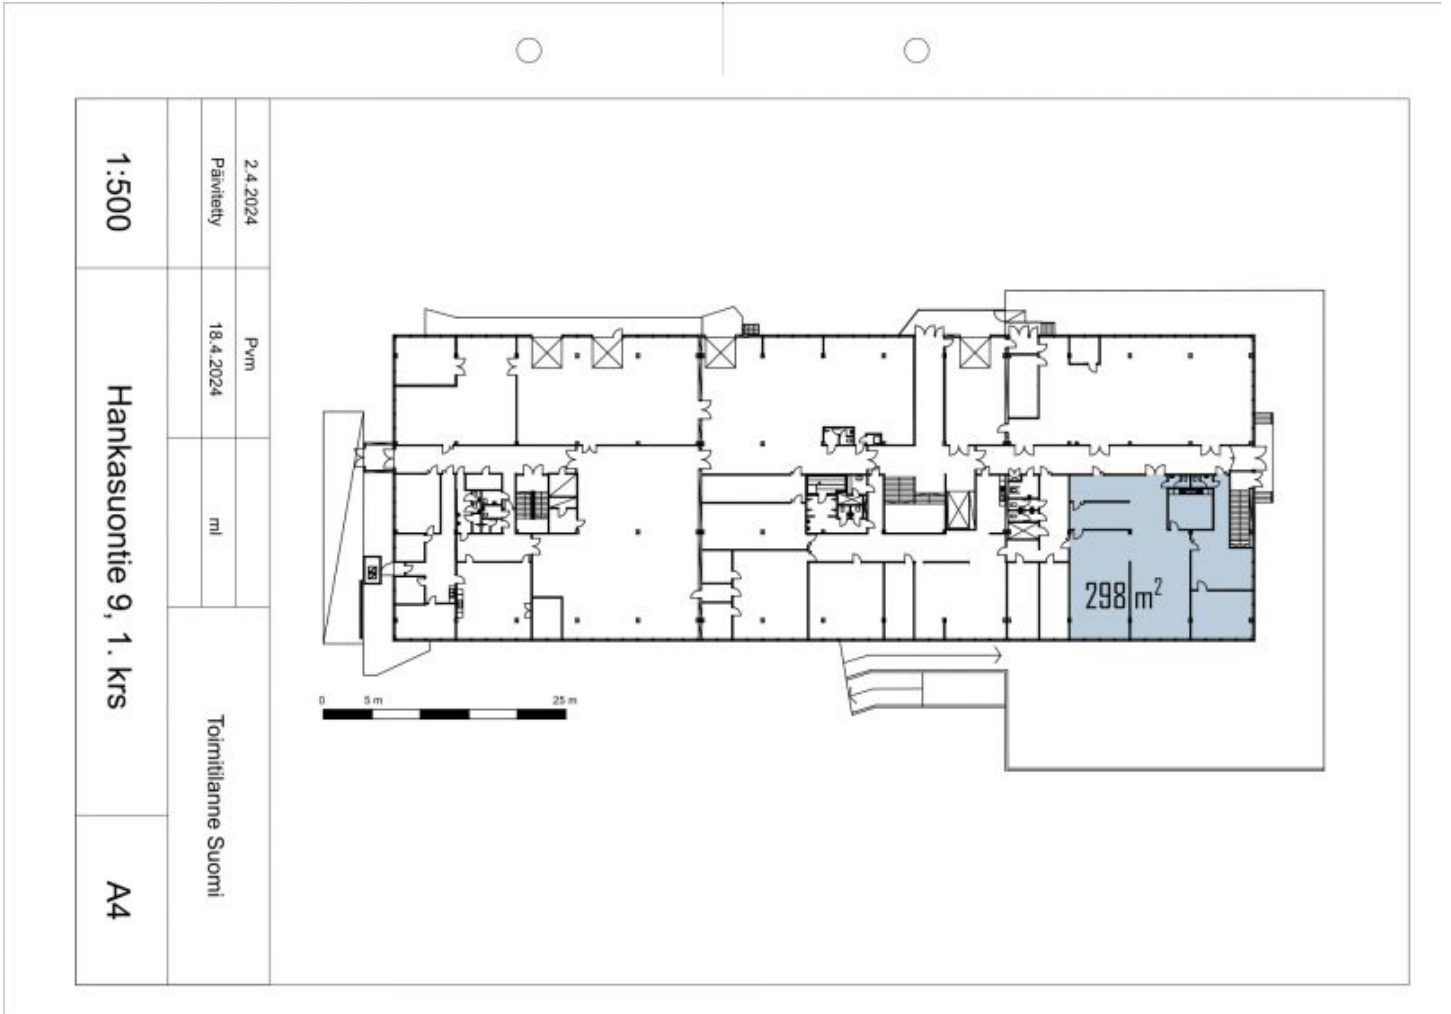 2.4.2024
Pvm
Päivitetty
18.4.2024
ml
Toimitilanne Suomi
1:500
Hankasuontie 9, 1. krs
A4
298 m²
0
5 m
25 m